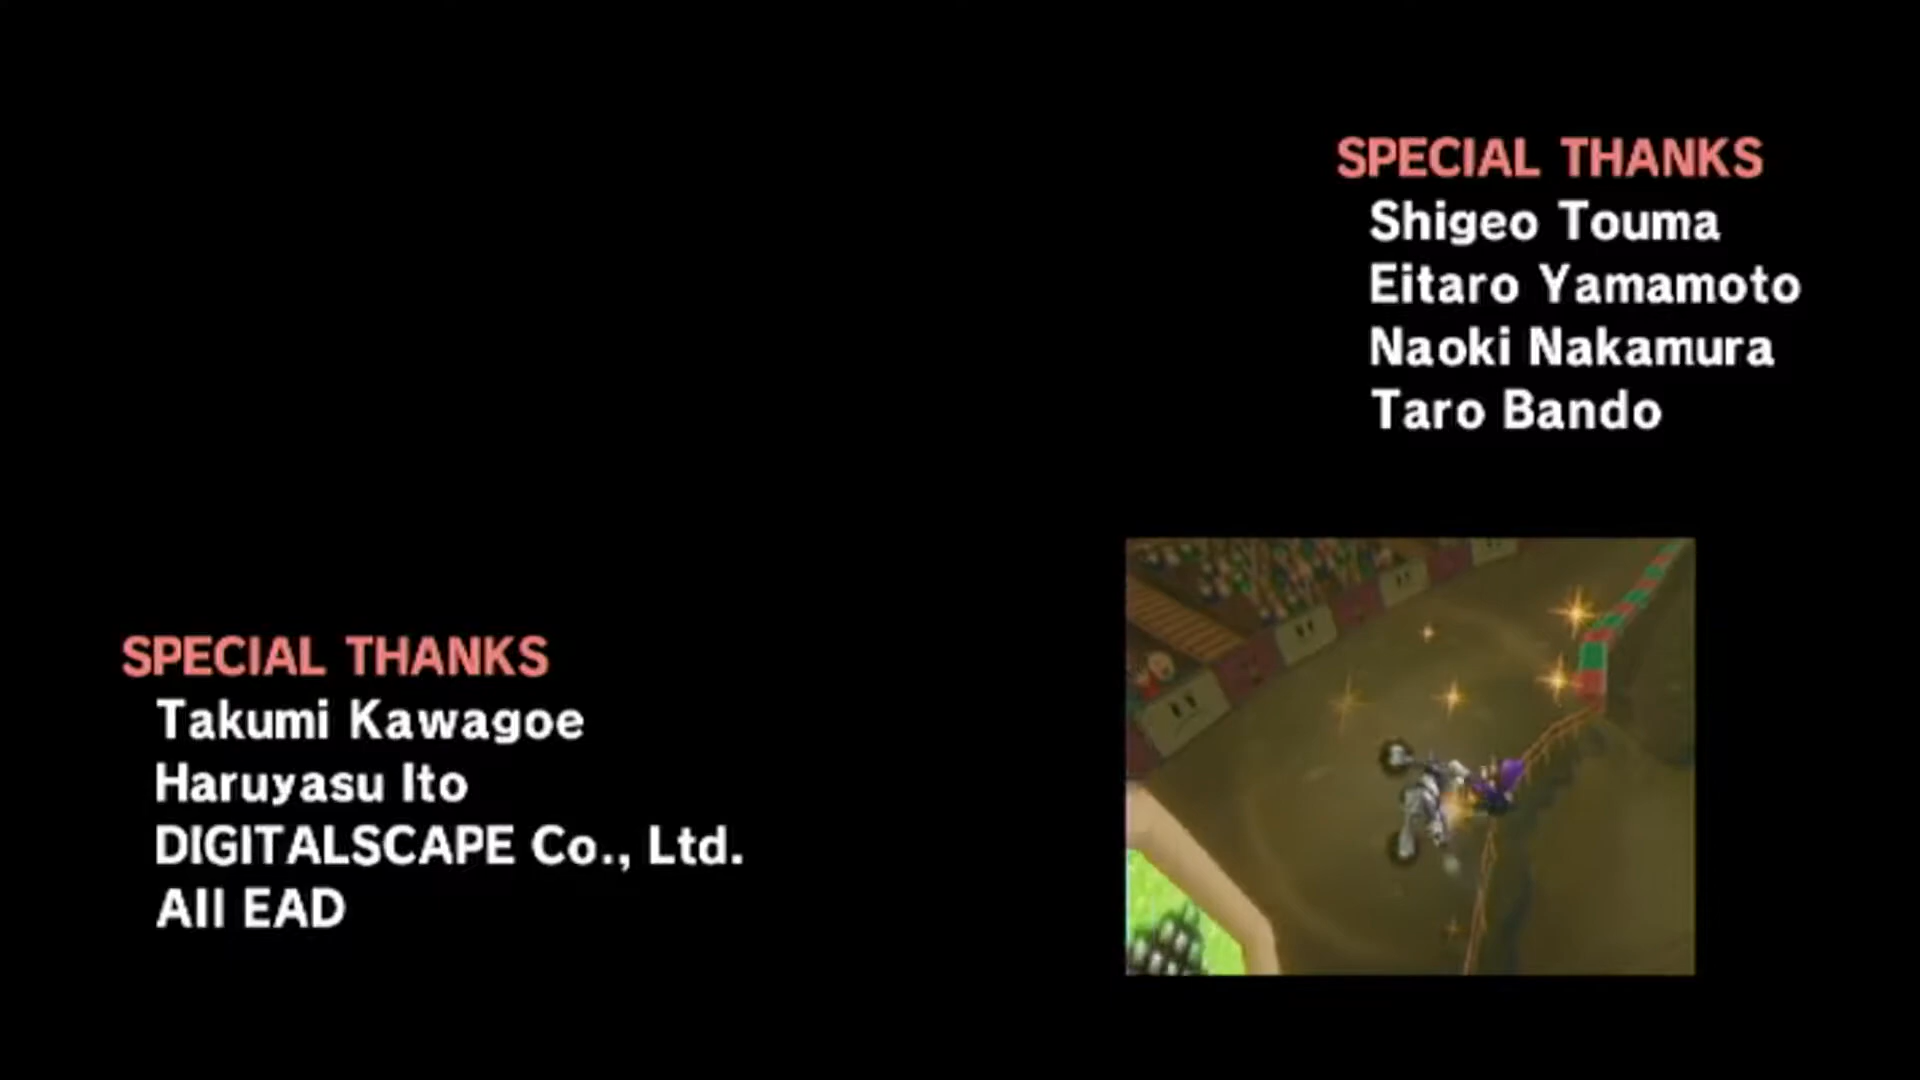 SPECIAL THANKS
Shigeo Touma
Eitaro Yamamoto
Naoki Nakamura
Taro Bando
SPECIAL THANKS
Takumi Kawagoe
Haruyasu Ito
DIGITALSCAPE Co., Ltd.
All EAD